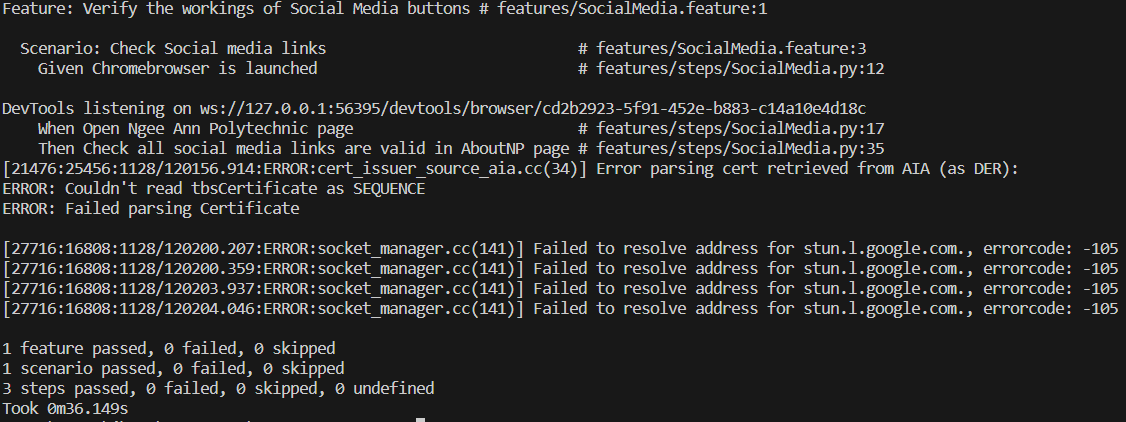 Feature: Verify the workings of Social Media buttons # features/SocialMedia.feature:1
Scenario: Check Social media links # features/SocialMedia.feature:3
Given Chromebrowser is launched # features/steps/SocialMedia.py:12
DevTools listening on ws://127.0.0.1:56395/devtools/browser/cd2b2923-5f91-452e-b883-c14a10e4d18c
When Open Ngee Ann Polytechnic page # features/steps/SocialMedia.py:17
Then Check all social media links are valid in AboutNP page # features/steps/SocialMedia.py:35
[21476:25456:1128/120156.914:ERROR:cert_issuer_source_aia.cc(34)] Error parsing cert retrieved from AIA (as DER):
ERROR: Couldn't read tbsCertificate as SEQUENCE
ERROR: Failed parsing Certificate
[27716:16808:1128/120200.207:ERROR:socket_manager.cc(141)] Failed to resolve address for stun.l.google.com., errorcode: -105
[27716:16808:1128/120200.359:ERROR:socket_manager.cc(141)] Failed to resolve address for stun.l.google.com., errorcode: -105
[27716:16808:1128/120203.937:ERROR:socket_manager.cc(141)] Failed to resolve address for stun.l.google.com., errorcode: -105
[27716:16808:1128/120204.046:ERROR:socket_manager.cc(141)] Failed to resolve address for stun.l.google.com., errorcode: -105
1 feature passed, 0 failed, 0 skipped
1 scenario passed, 0 failed, 0 skipped
3 steps passed, 0 failed, 0 skipped, 0 undefined
Took 0m36.149s